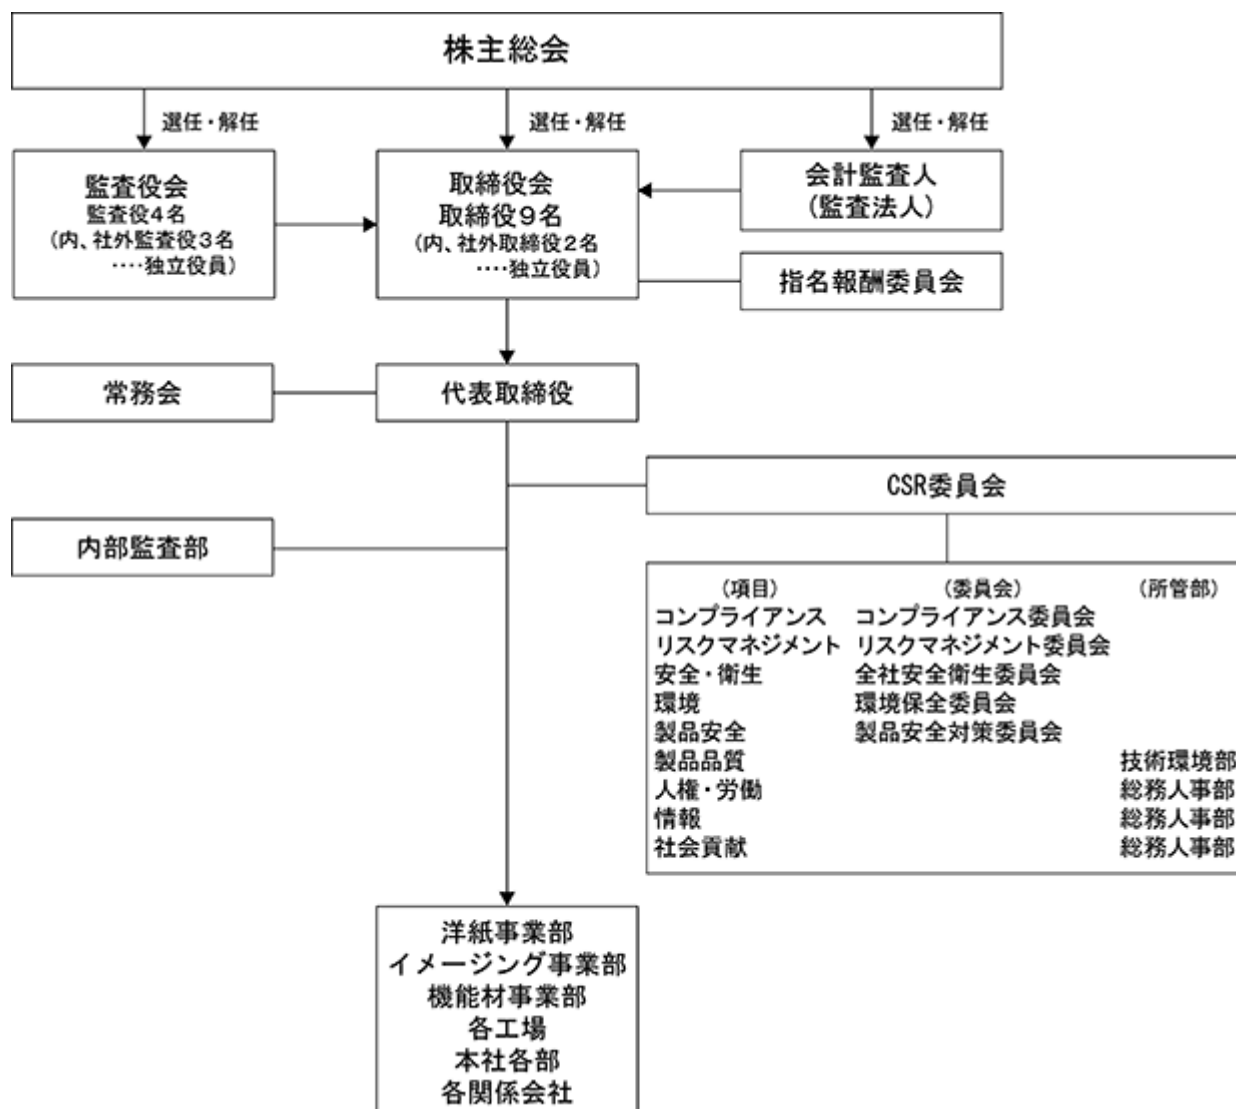 株主総会
選任・解任
選任・解任
選任・解任
監査役会
監査役4名
(内、社外監査役3名
‥‥独立役員)
取締役会
取締役9名
(内、社外取締役2名
‥‥独立役員)
会計監査人
(監査法人)
指名報酬委員会
常務会
代表取締役
CSR委員会
内部監査部
(項目) (委員会) (所管部)
コンプライアンス コンプライアンス委員会
リスクマネジメント リスクマネジメント委員会
安全・衛生 全社安全衛生委員会
環境 環境保全委員会
製品安全 製品安全対策委員会
製品品質 技術環境部
人権・労働 総務人事部
情報 総務人事部
社会貢献 総務人事部
洋紙事業部
イメージング事業部
機能材事業部
各工場
本社各部
各関係会社